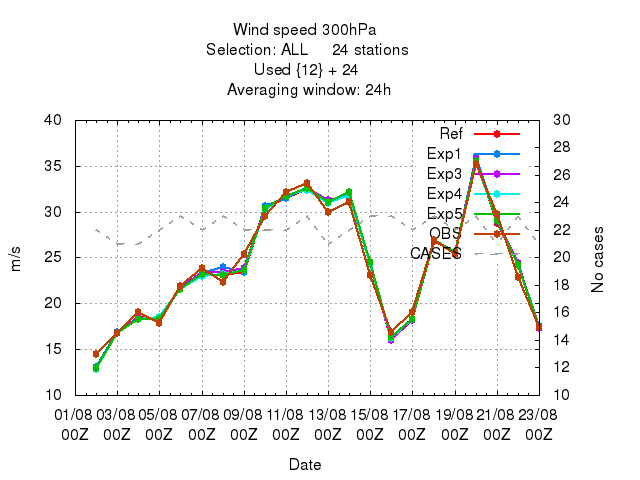 Wind speed 300hPa
Selection: ALL 24 stations
Used {12} + 24
Averaging window: 24h
40 30
28
35 26
Ref
Exp1
Exp3
Exp4
Exp5
OBS
CASES
30 24
22
25 20
18
20 16
14
15 12
10 10
m/s
No cases
01/08 03/08 05/08 07/08 09/08 11/08 13/08 15/08 17/08 19/08 21/08 23/08
00Z 00Z 00Z 00Z 00Z 00Z 00Z 00Z 00Z 00Z 00Z 00Z
Date